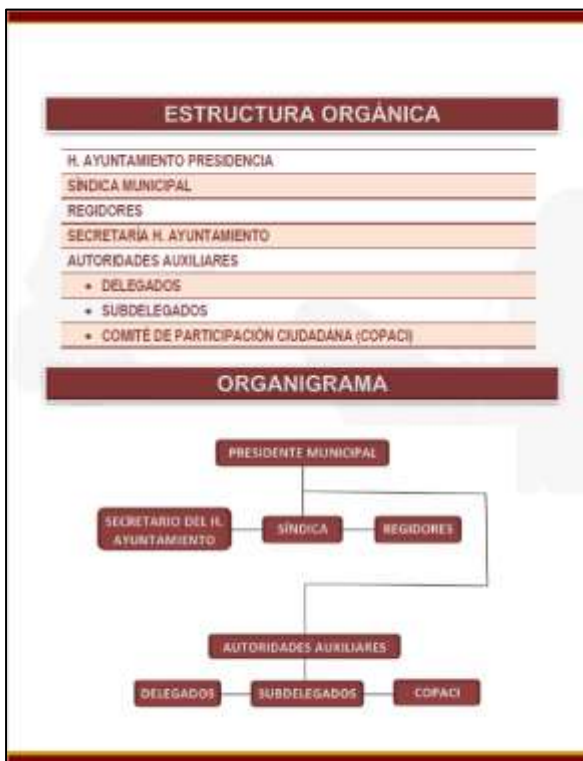 ESTRUCTURA ORGÁNICA
H. AYUNTAMIENTO PRESIDENCIA
SÍNDICA MUNICIPAL
REGIDORES
SECRETARÍA H. AYUNTAMIENTO
AUTORIDADES AUXILIARES
• DELEGADOS
• SUBDELEGADOS
• COMITÉ DE PARTICIPACIÓN CIUDADANA (COPACI)
ORGANIGRAMA
PRESIDENTE MUNICIPAL
SECRETARIO DEL H.
AYUNTAMIENTO
SÍNDICA
REGIDORES
AUTORIDADES AUXILIARES
DELEGADOS
SUBDELEGADOS
COPACI